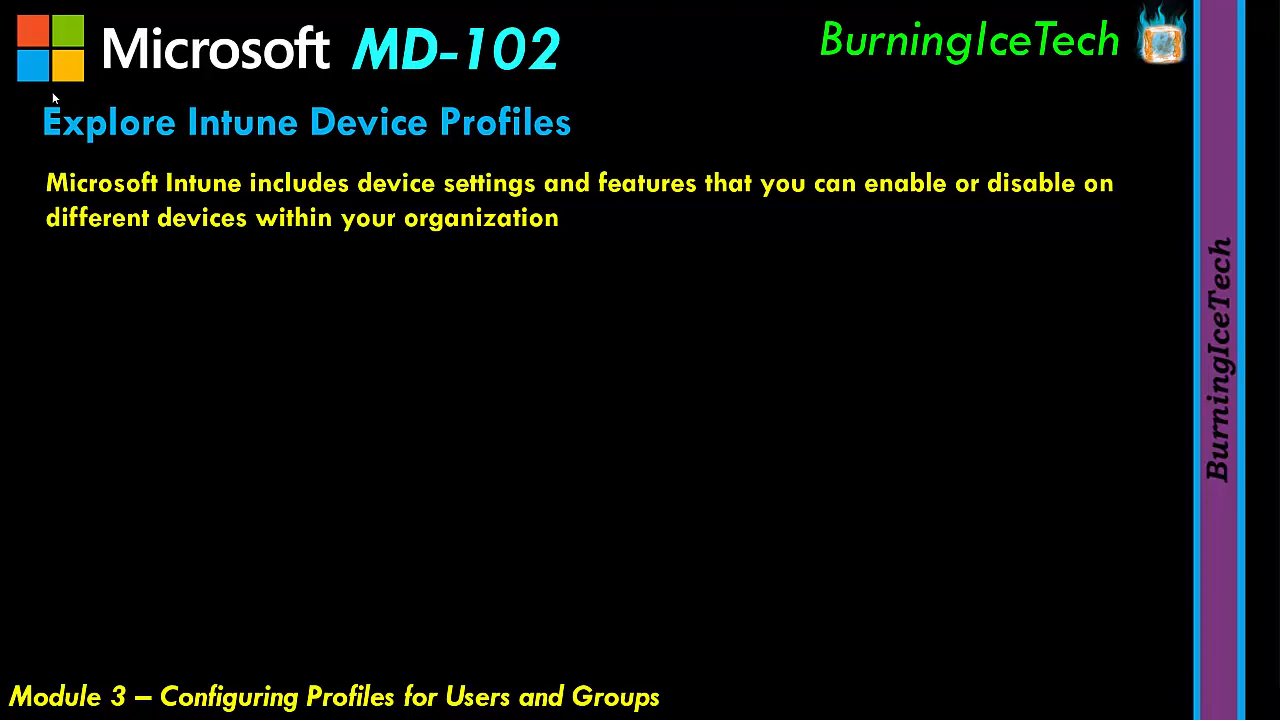 Microsoft MD-102
BurningIceTech
Explore Intune Device Profiles
Microsoft Intune includes device settings and features that you can enable or disable on
different devices within your organization
BurningIceTech
Module 3 – Configuring Profiles for Users and Groups